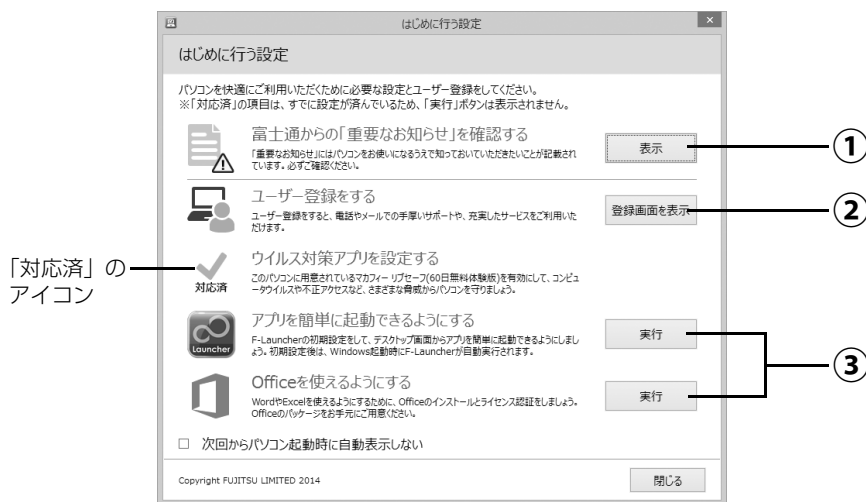 はじめに行う設定
×
はじめに行う設定
パソコンを快適にご利用いただくために必要な設定とユーザー登録をしてください。
※「対応済」の項目は、すでに設定が済んでいるため、「実行」ボタンは表示されません。
富士通からの「重要なお知らせ」を確認する
「重要なお知らせ」にはパソコンをお使いになるうえで知っておいていただきたいことが記載され
ています。必ずご確認ください。
表示
①
ユーザー登録をする
ユーザー登録をすると、電話やメールでの手厚いサポートや、充実したサービスをご利用いた
だけます。
登録画面を表示
②
「対応済」の
アイコン
対応済
ウイルス対策アプリを設定する
このパソコンに用意されているマカフィー リブセーフ(60日無料体験版)を有効にして、コンピュ
ータウイルスや不正アクセスなど、さまざまな脅威からパソコンを守りましょう。
Launcher
アプリを簡単に起動できるようにする
F-Launcherの初期設定をして、デスクトップ画面からアプリを簡単に起動できるようにしまし
ょう。初期設定後は、Windows起動時にF-Launcherが自動実行されます。
実行
③
Officeを使えるようにする
WordやExcelを使えるようにするために、Officeのインストールとライセンス認証をしましょう。
Officeのパッケージをお手元にご用意ください。
実行
次回からパソコン起動時に自動表示しない
Copyright FUJITSU LIMITED 2014
閉じる